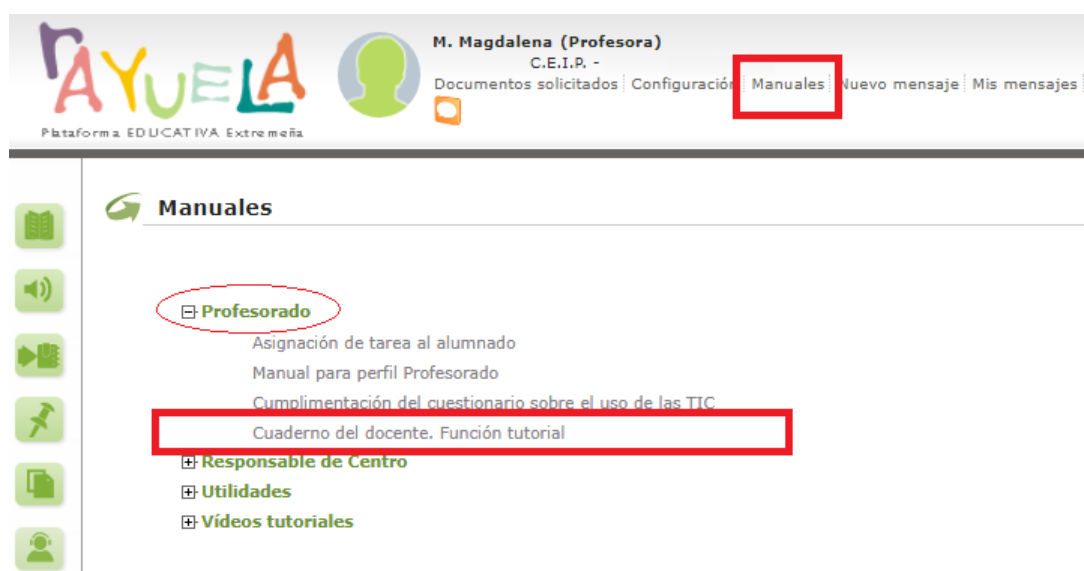 rAYUELA
Plataforma EDUCATIVA Extremeña
M. Magdalena (Profesora)
C.E.I.P. -
Documentos solicitados Configuración Manuales Nuevo mensaje Mis mensajes
Manuales
Profesorado
Asignación de tarea al alumnado
Manual para perfil Profesorado
Cumplimentación del cuestionario sobre el uso de las TIC
Cuaderno del docente. Función tutorial
Responsable de Centro
Utilidades
Vídeos tutoriales